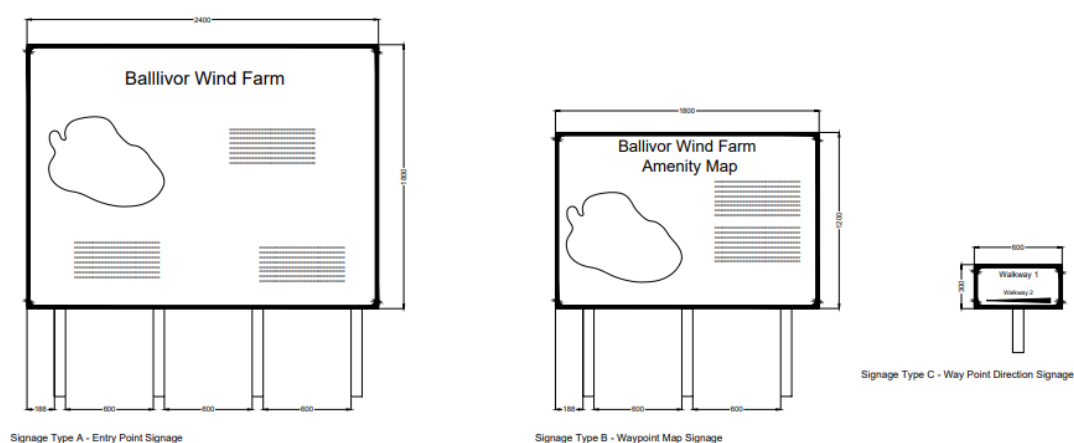 2400
Balllivor Wind Farm
1800
188
600
600
600
Signage Type A - Entry Point Signage
1800
Ballivor Wind Farm
Amenity Map
1200
188
600
600
Signage Type B - Waypoint Map Signage
600
300
Walkway 1
Walkway 2
Signage Type C - Way Point Direction Signage